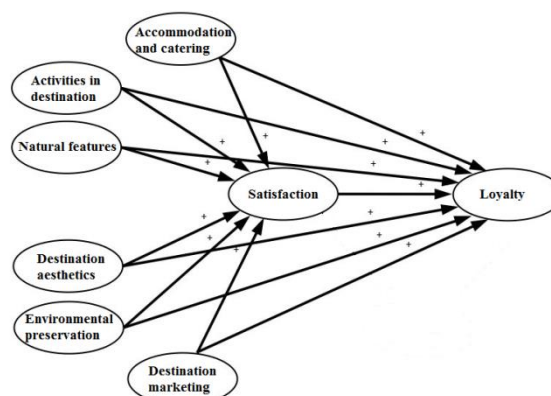 Accommodation
and catering
Activities in
destination
Natural features
+
+
+
+
+
+
Satisfaction
+
Loyalty
+
+
+
+
+
+
Destination
aesthetics
Environmental
preservation
Destination
marketing